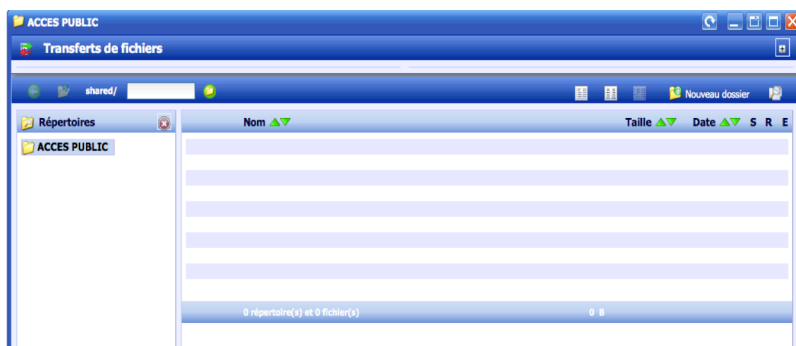 ACCES PUBLIC
Transferts de fichiers
shared/
Nouveau dossier
Répertoires
Nom Taille Date S R E
ACCES PUBLIC
0 répertoire(s) et 0 fichier(s) 0 B